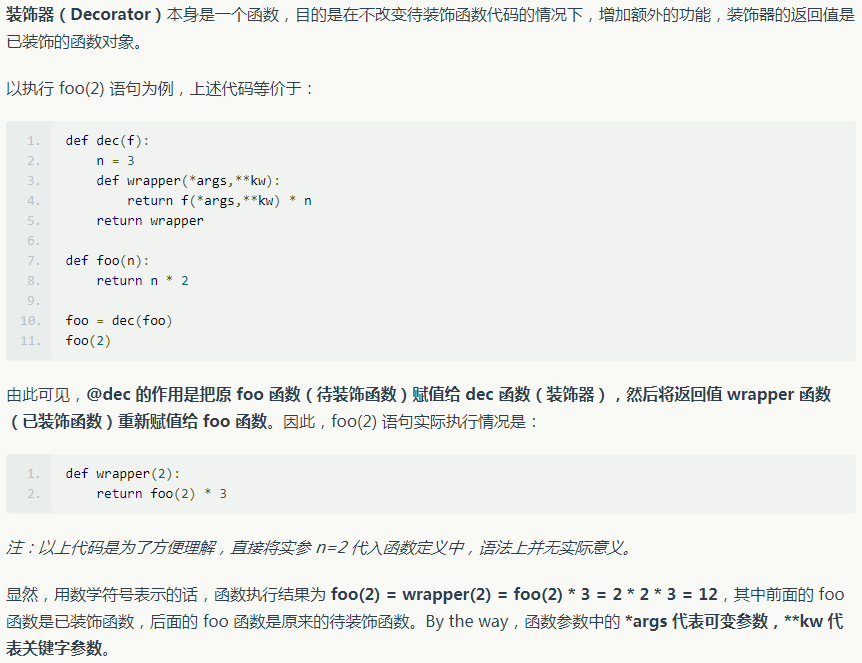 装饰器（Decorator）本身是一个函数，目的是在不改变待装饰函数代码的情况下，增加额外的功能，装饰器的返回值是
已装饰的函数对象。
以执行 foo(2) 语句为例，上述代码等价于：
1. def dec(f):
2.     n = 3
3.     def wrapper(*args,**kw):
4.         return f(*args,**kw) * n
5.     return wrapper
6.
7. def foo(n):
8.     return n * 2
9.
10. foo = dec(foo)
11. foo(2)
由此可见，@dec 的作用是把原 foo 函数（待装饰函数）赋值给 dec 函数（装饰器），然后将返回值 wrapper 函数
（已装饰函数）重新赋值给 foo 函数。因此，foo(2) 语句实际执行情况是：
1. def wrapper(2):
2.     return foo(2) * 3
注：以上代码是为了方便理解，直接将实参 n=2 代入函数定义中，语法上并无实际意义。
显然，用数学符号表示的话，函数执行结果为 foo(2) = wrapper(2) = foo(2) * 3 = 2 * 2 * 3 = 12，其中前面的 foo
函数是已装饰函数，后面的 foo 函数是原来的待装饰函数。By the way，函数参数中的 *args 代表可变参数，**kw 代
表关键字参数。